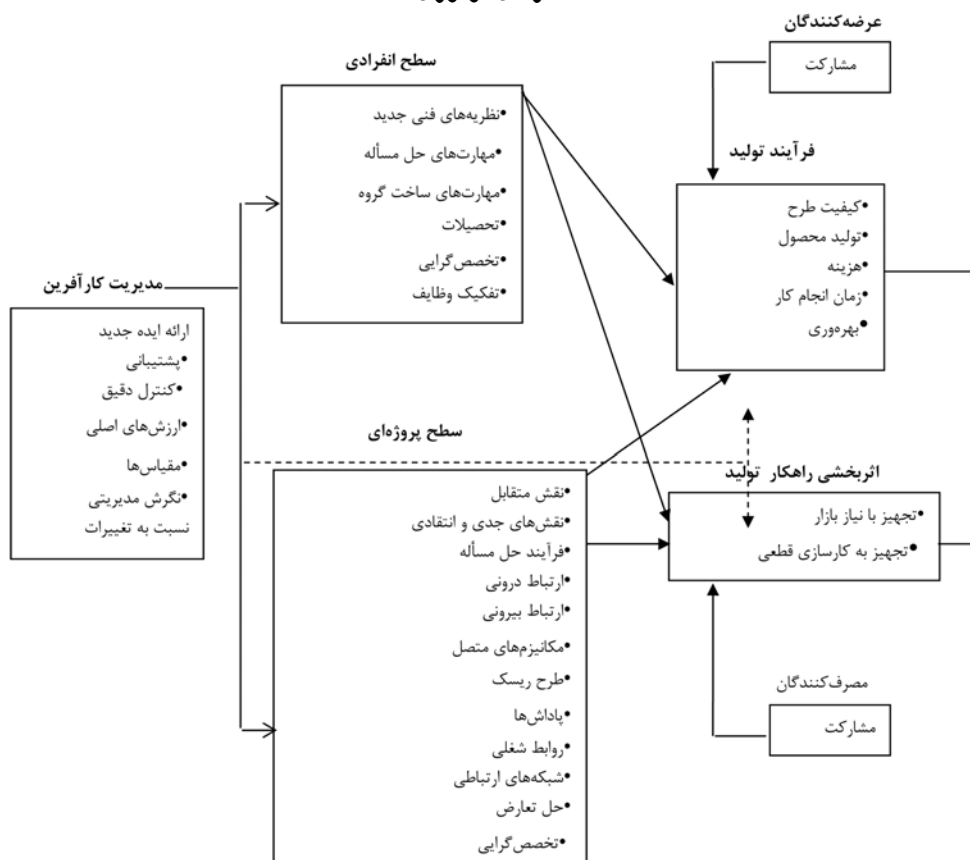 عرضه‌کنندگان
مشارکت
سطح انفرادی
•نظریه‌های فنی جدید
•مهارت‌های حل مسأله
•مهارت‌های ساخت گروه
•تحصیلات
•تخصص‌گرایی
•تفکیک وظایف
فرآیند تولید
•کیفیت طرح
•تولید محصول
•هزینه
•زمان انجام کار
•بهره‌وری
مدیریت کارآفرین
ارائه ایده جدید
•پشتیبانی
•کنترل دقیق
•ارزش‌های اصلی
•مقیاس‌ها
•نگرش مدیریتی
نسبت به تغییرات
سطح پروژه‌ای
•نقش متقابل
•نقش‌های جدی و انتقادی
•فرآیند حل مسأله
•ارتباط درونی
•ارتباط بیرونی
•مکانیزم‌های متصل
•طرح ریسک
•پاداش‌ها
•روابط شغلی
•شبکه‌های ارتباطی
•حل تعارض
•تخصص‌گرایی
اثربخشی راهکار تولید
•تجهیز با نیاز بازار
•تجهیز به کارسازی قطعی
مصرف‌کنندگان
مشارکت